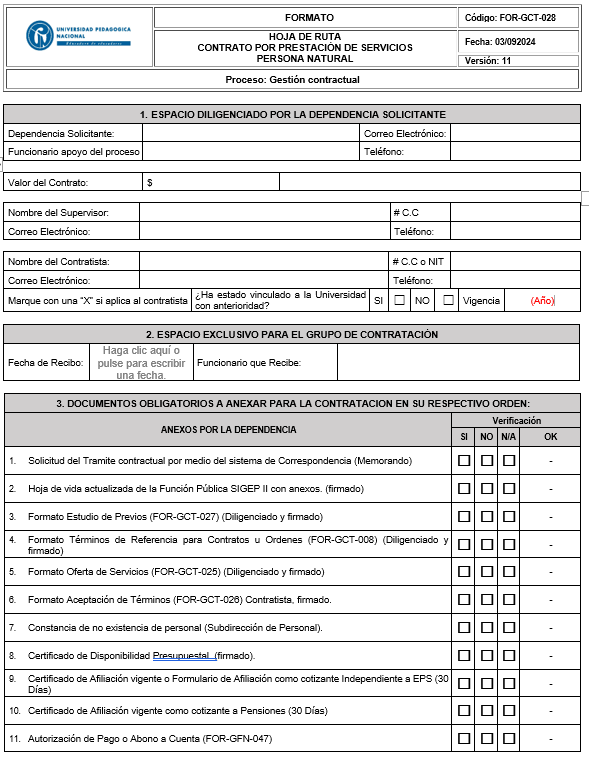 UNIVERSIDAD PEDAGOGICA
NACIONAL
Educadora de educadores
FORMATO
HOJA DE RUTA
CONTRATO POR PRESTACIÓN DE SERVICIOS
PERSONA NATURAL
Código: FOR-GCT-028
Fecha: 03/092024
Versión: 11
Proceso: Gestión contractual
1. ESPACIO DILIGENCIADO POR LA DEPENDENCIA SOLICITANTE
Dependencia Solicitante: Correo Electrónico:
Funcionario apoyo del proceso Teléfono:
Valor del Contrato: $
Nombre del Supervisor: # C.C
Correo Electrónico: Teléfono:
Nombre del Contratista: # C.C o NIT
Correo Electrónico: Teléfono:
Marque con una “X” si aplica al contratista ¿Ha estado vinculado a la Universidad con anterioridad? SI ☐ NO ☐ Vigencia (Año)
2. ESPACIO EXCLUSIVO PARA EL GRUPO DE CONTRATACIÓN
Fecha de Recibo: Haga clic aquí o pulse para escribir una fecha. Funcionario que Recibe:
3. DOCUMENTOS OBLIGATORIOS A ANEXAR PARA LA CONTRATACION EN SU RESPECTIVO ORDEN:
ANEXOS POR LA DEPENDENCIA
Verificación
SI NO N/A OK
1. Solicitud del Tramite contractual por medio del sistema de Correspondencia (Memorando) ☐ ☐ ☐ -
2. Hoja de vida actualizada de la Función Pública SIGEP II con anexos. (firmado) ☐ ☐ ☐ -
3. Formato Estudio de Previos (FOR-GCT-027) (Diligenciado y firmado) ☐ ☐ ☐ -
4. Formato Términos de Referencia para Contratos u Ordenes (FOR-GCT-008) (Diligenciado y
firmado) ☐ ☐ ☐ -
5. Formato Oferta de Servicios (FOR-GCT-025) (Diligenciado y firmado) ☐ ☐ ☐ -
6. Formato Aceptación de Términos (FOR-GCT-026) Contratista, firmado. ☐ ☐ ☐ -
7. Constancia de no existencia de personal (Subdirección de Personal). ☐ ☐ ☐ -
8. Certificado de Disponibilidad Presupuestal. (firmado). ☐ ☐ ☐ -
9. Certificado de Afiliación vigente o Formulario de Afiliación como cotizante Independiente a EPS (30
Días) ☐ ☐ ☐ -
10. Certificado de Afiliación vigente como cotizante a Pensiones (30 Días) ☐ ☐ ☐ -
11. Autorización de Pago o Abono a Cuenta (FOR-GFN-047) ☐ ☐ ☐ -